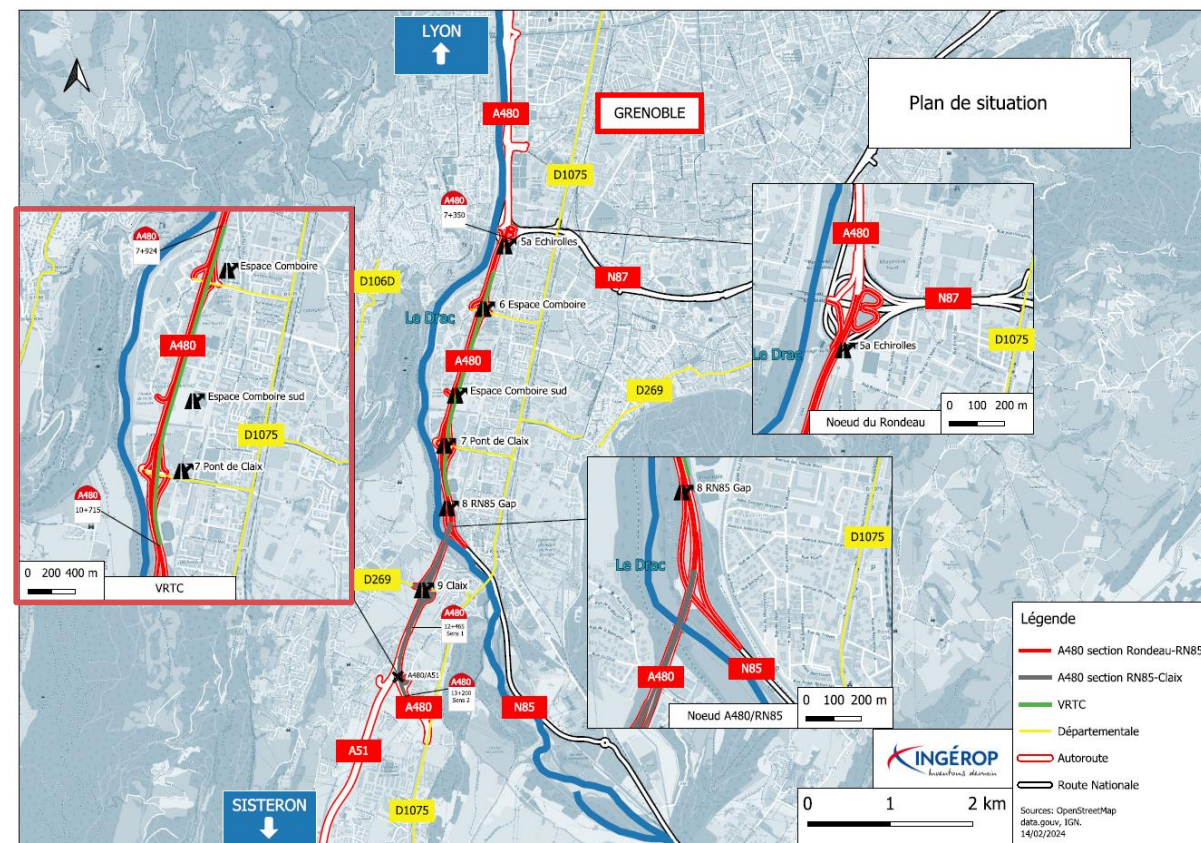 LYON
A480
GRENOBLE
Plan de situation
D1075
A480
7+350
5a Echirolles
N87
D106D
6 Espace Comboire
Le Drac
A480
D269
Espace Comboire sud
7 Pont de Claix
8 RN85 Gap
D269
9 Claix
A480
12+465
Sens 1
A480/A51
A480
13+200
Sens 2
A480
N85
A51
D1075
SISTERON
A480
7+924
Espace Comboire
A480
Espace Comboire sud
D1075
7 Pont de Claix
A480
10+715
0 200 400 m
VRTC
A480
N87
5a Echirolles
D1075
Le Drac
Noeud du Rondeau
0 100 200 m
8 RN85 Gap
D1075
Le Drac
A480
N85
Noeud A480/RN85
0 100 200 m
INGÉROP
Inventons demain
0 1 2 km
Légende
A480 section Rondeau-RN85
A480 section RN85-Claix
VRTC
Départementale
Autoroute
Route Nationale
Sources: OpenStreetMap
data.gouv, IGN.
14/02/2024